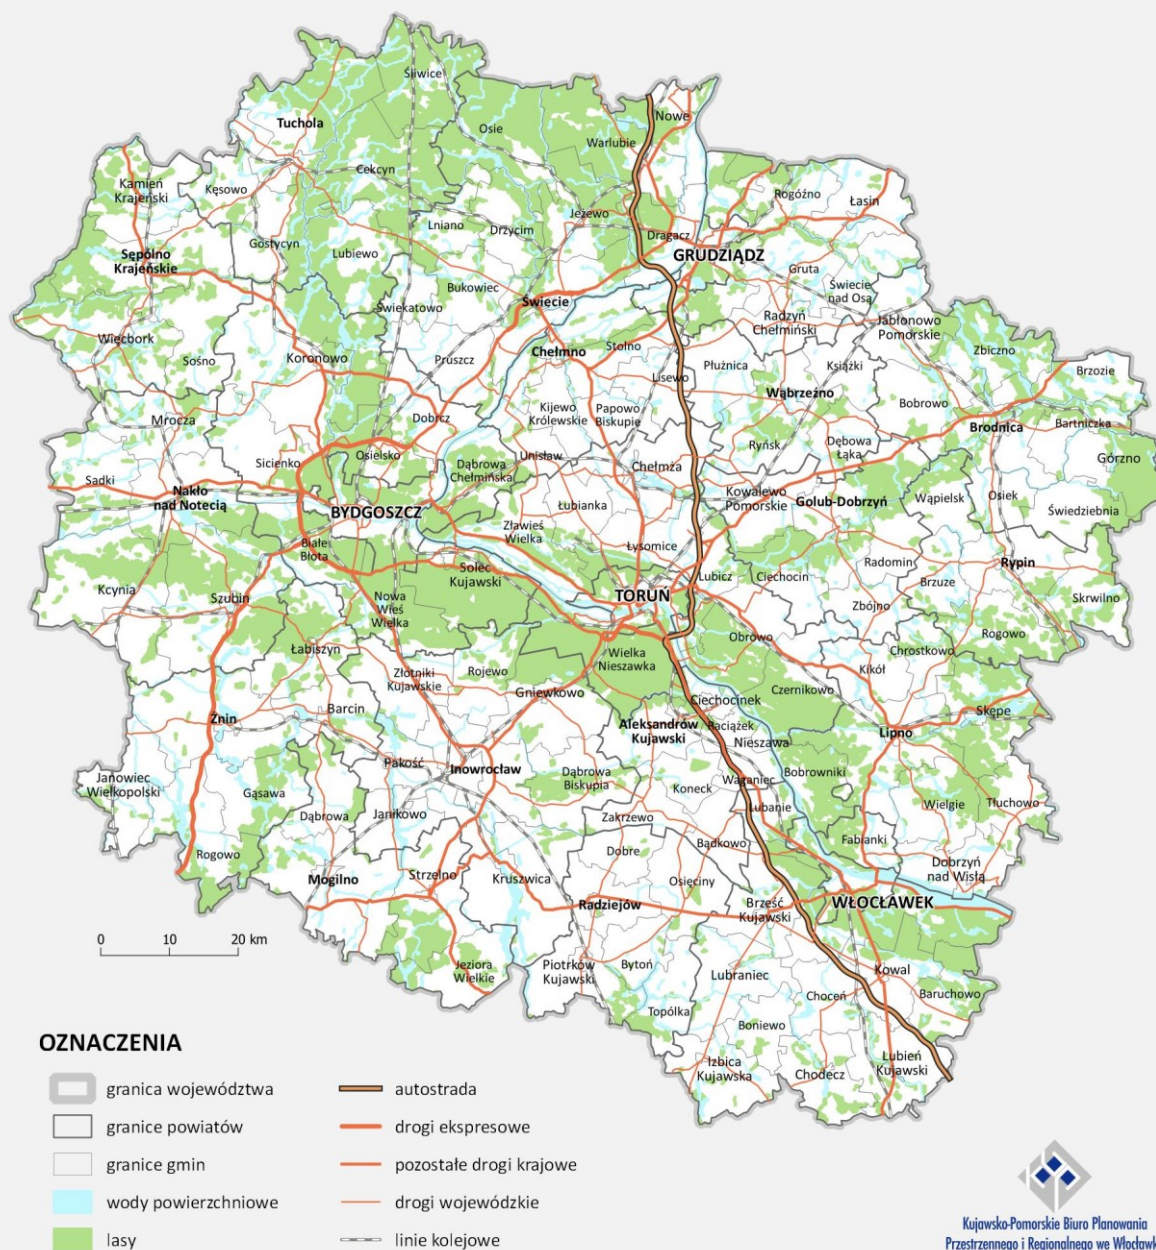 Śliwice
Nowe
Tuchola
Osie
Warlubie
Cekcyn
Kamień
Krajeński
Kęsowo
Rogóźno
Łasin
Jeżewo
Lniano
Drzycim
Dragacz
Gostycyn
Lubiewo
GRUDZIĄDZ
Sępólno
Krajeńskie
Gruta
Bukowiec
Świecie
Świecie
nad Osą
Świekatowo
Radzyń
Chełmiński
Jabłonowo
Pomorskie
Więcbork
Sośno
Koronowo
Pruszcz
Chełmno
Stolno
Zbiczno
Płużnica
Książki
Brzozie
Lisewo
Wąbrzeźno
Bobrowo
Mrocza
Dobrcz
Kijewo
Królewskie
Papowo
Biskupie
Brodnica
Bartniczka
Ryńsk
Dębowa
Łąka
Górzno
Sicienko
Osielsko
Dąbrowa
Chełmińska
Unisław
Chełmża
Sadki
Nakło
nad Notecią
Kowalewo
Pomorskie
Golub-Dobrzyń
Wąpielsk
Osiek
Świedziebnia
BYDGOSZCZ
Łubianka
Zławieś
Wielka
Białe
Błota
Łysomice
Radomin
Rypin
Solec
Kujawski
Lubicz
Ciechocin
Brzuze
Kcynia
Szubin
Nowa
Wieś
Wielka
TORUŃ
Zbójno
Skrwilno
Obrowo
Rogowo
Łabiszyn
Wielka
Nieszawka
Chrostkowo
Złotniki
Kujawskie
Rojewo
Kikół
Gniewkowo
Czernikowo
Barcin
Ciechocinek
Skępe
Żnin
Aleksandrów
Kujawski
Raciążek
Nieszawa
Lipno
Pakość
Inowrocław
Dąbrowa
Biskupia
Janowiec
Wielkopolski
Gąsawa
Koneck
Waganiec
Bobrowniki
Wielgie
Tłuchowo
Dąbrowa
Janikowo
Zakrzewo
Lubanie
Rogowo
Dobre
Bądkowo
Fabianki
Dobrzyń
nad Wisłą
Mogilno
Strzelno
Kruszwica
Osięciny
Radziejów
Brześć
Kujawski
WŁOCŁAWEK
Jeziora
Wielkie
Piotrków
Kujawski
Bytoń
Lubraniec
Kowal
Choceń
Baruchowo
Topólka
Boniewo
Izbica
Kujawska
Chodecz
Lubień
Kujawski
0 10 20 km
OZNACZENIA
granica województwa
granice powiatów
granice gmin
wody powierzchniowe
lasy
autostrada
drogi ekspresowe
pozostałe drogi krajowe
drogi wojewódzkie
linie kolejowe
Kujawsko-Pomorskie Biuro Planowania
Przestrzennego i Regionalnego we Włocławk